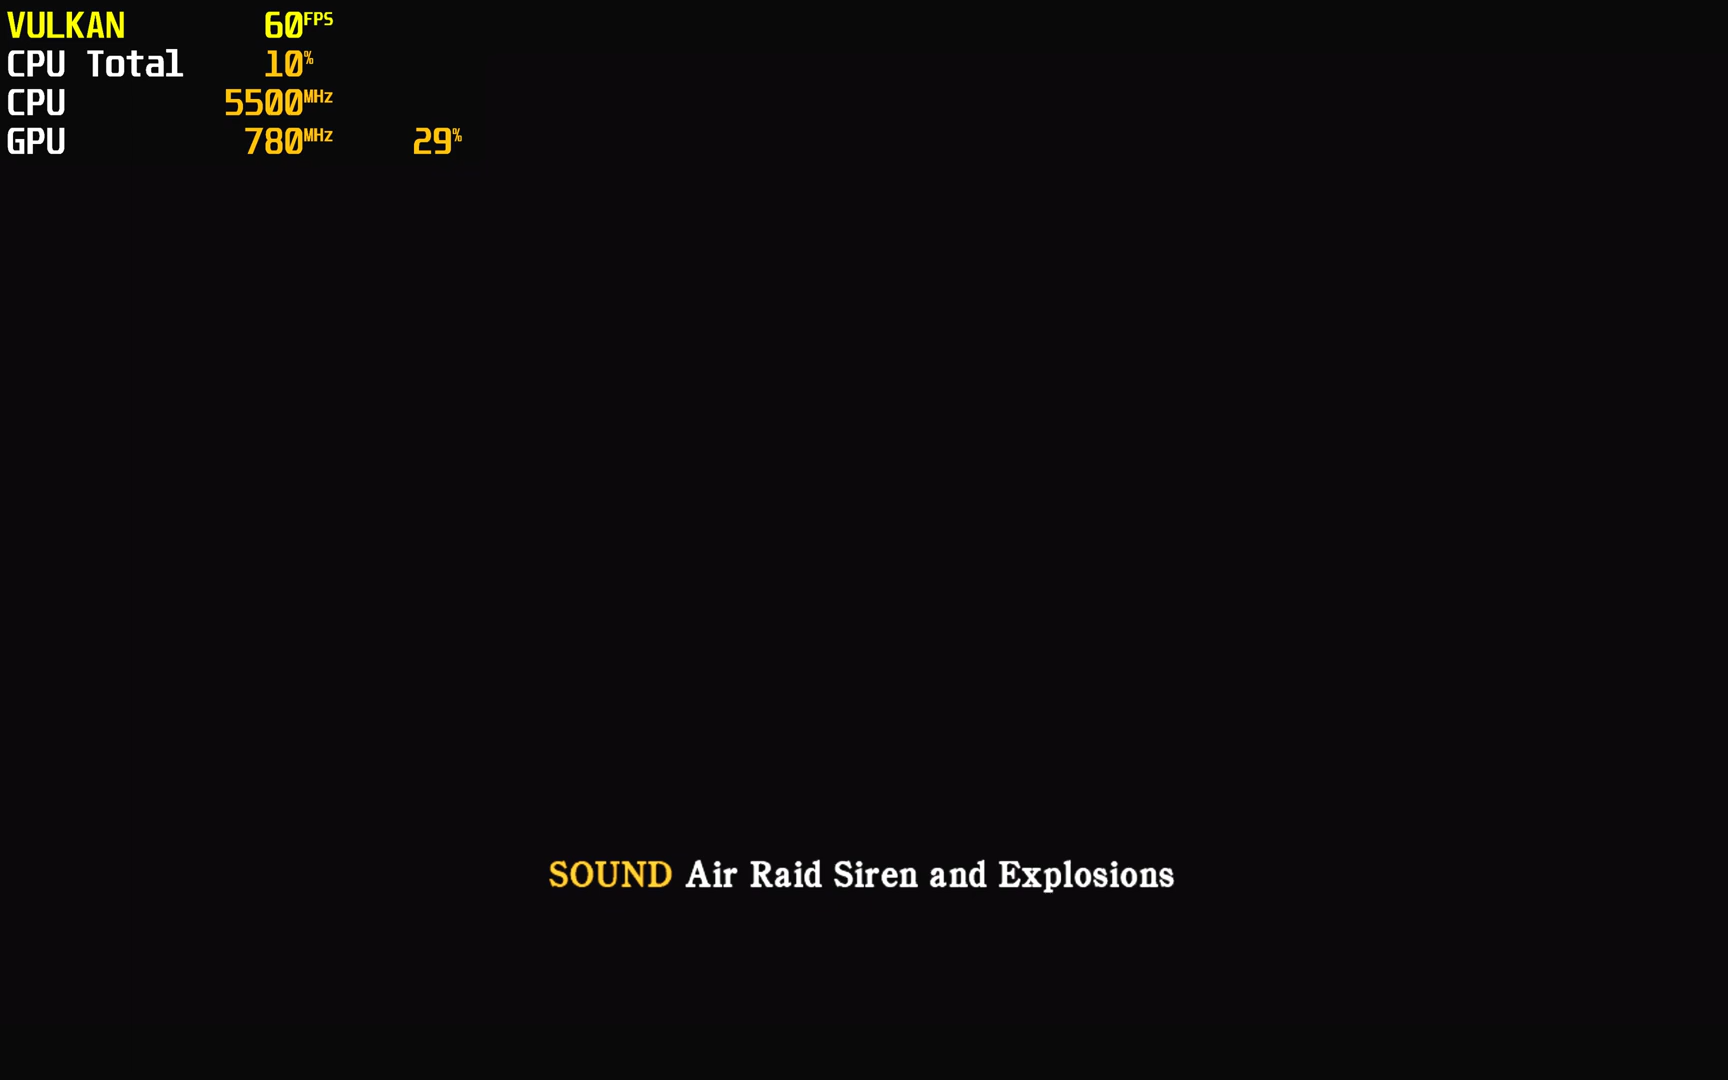 VULKAN 60FPS
CPU Total 10%
CPU 5500MHz
GPU 780MHz 29%
SOUND Air Raid Siren and Explosions